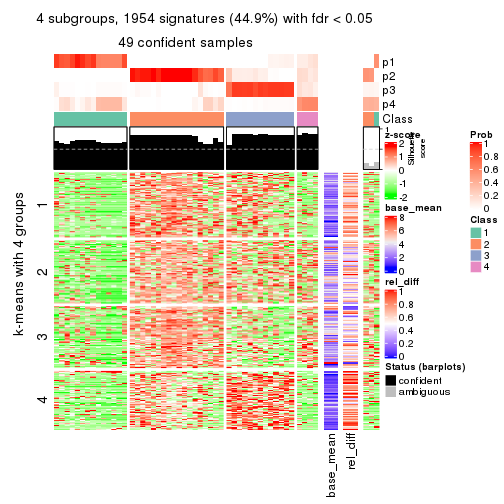 4 subgroups, 1954 signatures (44.9%) with fdr < 0.05
49 confident samples
p1
p2
p3
p4
Class
1
Silhouette
score
k-means with 4 groups
1
2
3
4
base_mean
rel_diff
z-score
2
1
0
-1
-2
base_mean
8
6
4
2
0
rel_diff
1
0.8
0.6
0.4
0.2
0
Status (barplots)
confident
ambiguous
Prob
1
0.8
0.6
0.4
0.2
0
Class
1
2
3
4